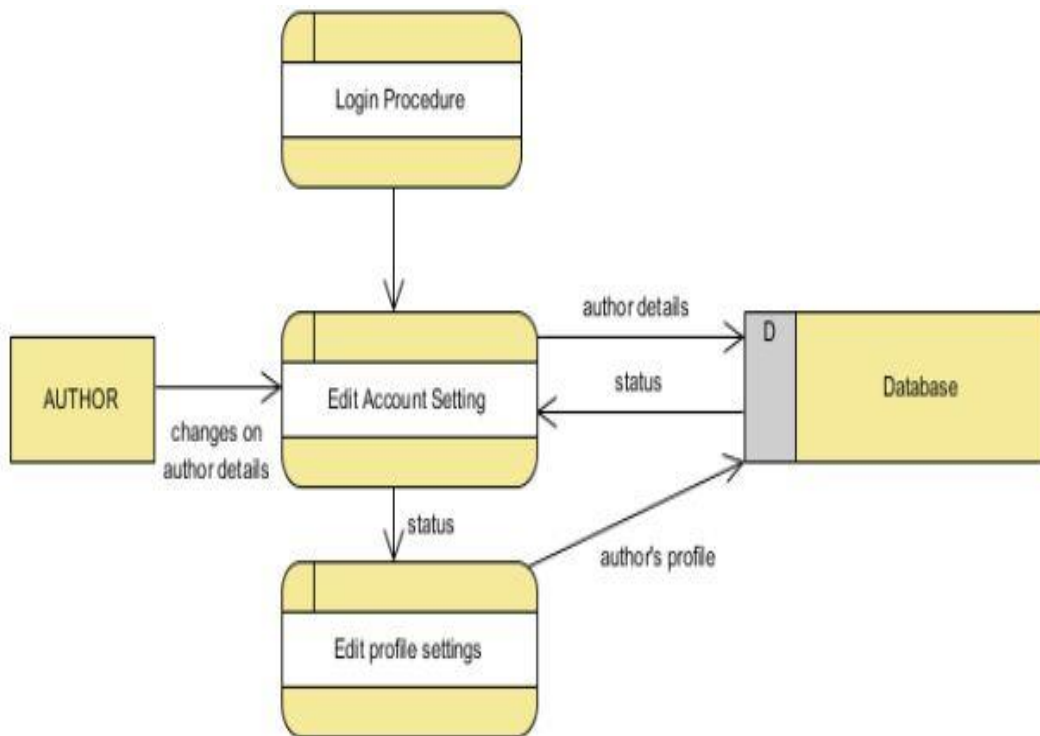 Login Procedure
author details
D
AUTHOR
Edit Account Setting
status
Database
changes on
author details
status
author's profile
Edit profile settings